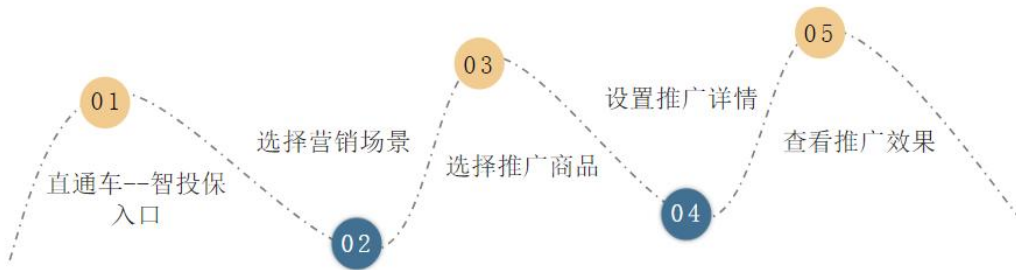 01
直通车--智投保
入口
02
选择营销场景
03
选择推广商品
04
设置推广详情
05
查看推广效果